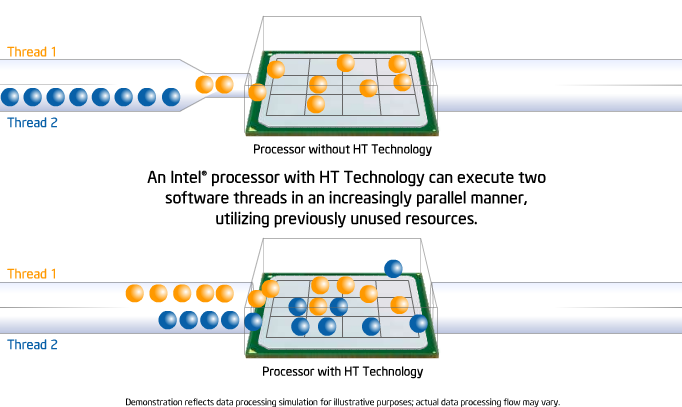 Thread 1
Thread 2
Processor without HT Technology
An Intel® processor with HT Technology can execute two
software threads in an increasingly parallel manner,
utilizing previously unused resources.
Thread 1
Thread 2
Processor with HT Technology
Demonstration reflects data processing simulation for illustrative purposes; actual data processing flow may vary.